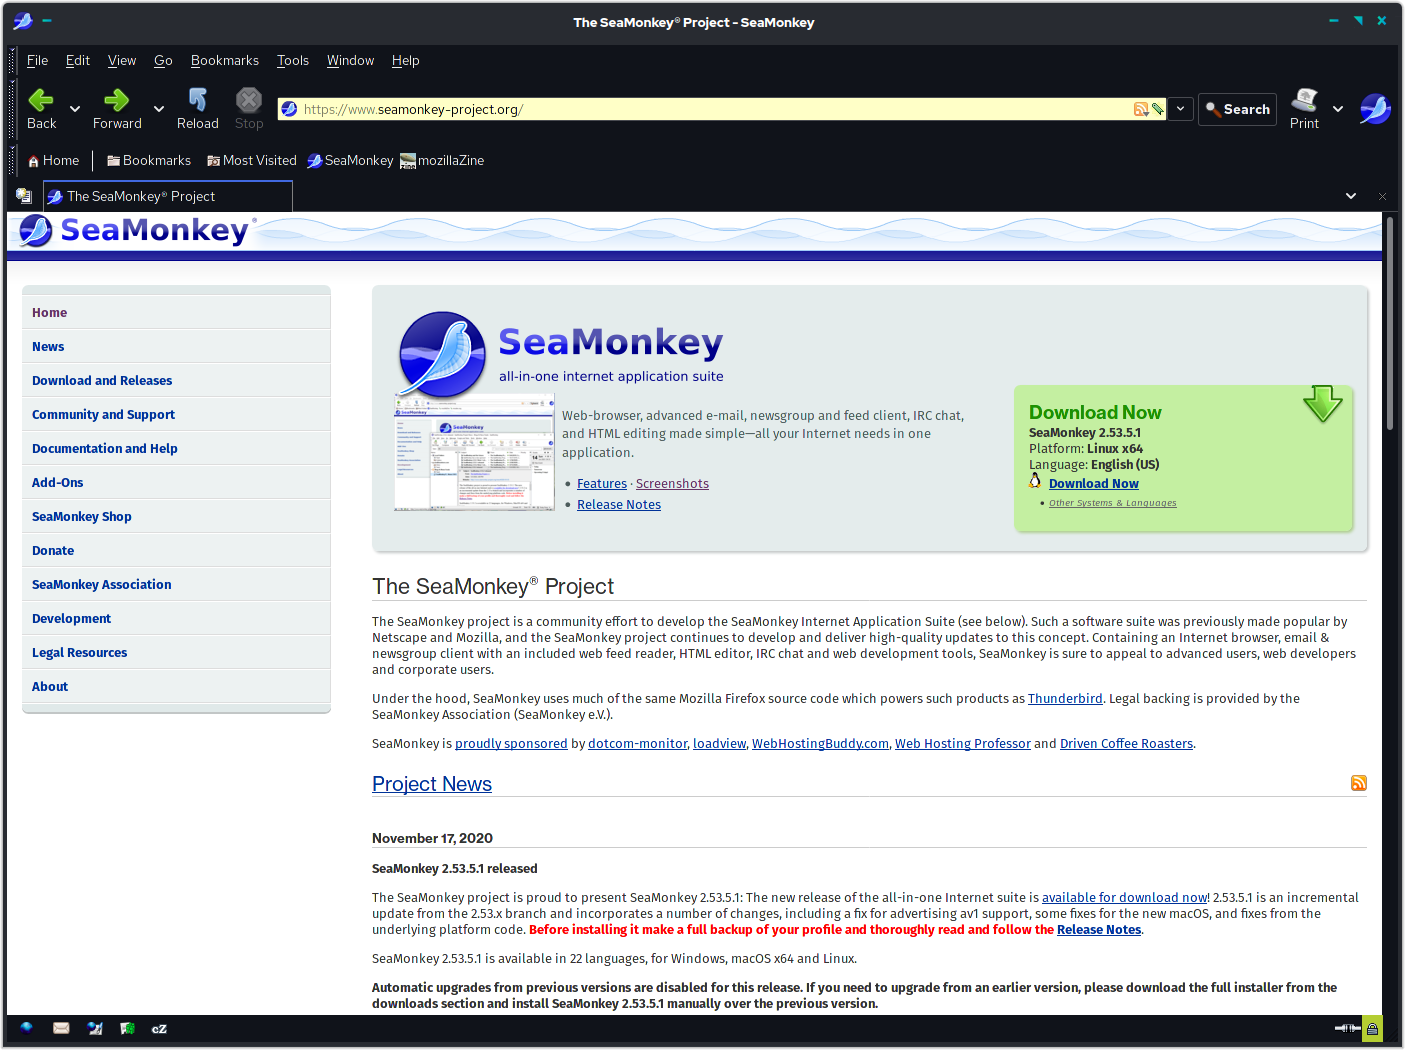 The SeaMonkey® Project - SeaMonkey
File Edit View Go Bookmarks Tools Window Help
Back Forward Reload Stop https://www.seamonkey-project.org/ Search Print
Home Bookmarks Most Visited SeaMonkey mozillaZine
The SeaMonkey® Project
SeaMonkey®
Home
News
Download and Releases
Community and Support
Documentation and Help
Add-Ons
SeaMonkey Shop
Donate
SeaMonkey Association
Development
Legal Resources
About
SeaMonkey
all-in-one internet application suite
Web-browser, advanced e-mail, newsgroup and feed client, IRC chat,
and HTML editing made simple—all your Internet needs in one
application.
• Features · Screenshots
• Release Notes
Download Now
SeaMonkey 2.53.5.1
Platform: Linux x64
Language: English (US)
Download Now
• Other Systems & Languages
The SeaMonkey® Project
The SeaMonkey project is a community effort to develop the SeaMonkey Internet Application Suite (see below). Such a software suite was previously made popular by
Netscape and Mozilla, and the SeaMonkey project continues to develop and deliver high-quality updates to this concept. Containing an Internet browser, email &
newsgroup client with an included web feed reader, HTML editor, IRC chat and web development tools, SeaMonkey is sure to appeal to advanced users, web developers
and corporate users.
Under the hood, SeaMonkey uses much of the same Mozilla Firefox source code which powers such products as Thunderbird. Legal backing is provided by the
SeaMonkey Association (SeaMonkey e.V.).
SeaMonkey is proudly sponsored by dotcom-monitor, loadview, WebHostingBuddy.com, Web Hosting Professor and Driven Coffee Roasters.
Project News
November 17, 2020
SeaMonkey 2.53.5.1 released
The SeaMonkey project is proud to present SeaMonkey 2.53.5.1: The new release of the all-in-one Internet suite is available for download now! 2.53.5.1 is an incremental
update from the 2.53.x branch and incorporates a number of changes, including a fix for advertising av1 support, some fixes for the new macOS, and fixes from the
underlying platform code. Before installing it make a full backup of your profile and thoroughly read and follow the Release Notes.
SeaMonkey 2.53.5.1 is available in 22 languages, for Windows, macOS x64 and Linux.
Automatic upgrades from previous versions are disabled for this release. If you need to upgrade from an earlier version, please download the full installer from the
downloads section and install SeaMonkey 2.53.5.1 manually over the previous version.
cZ